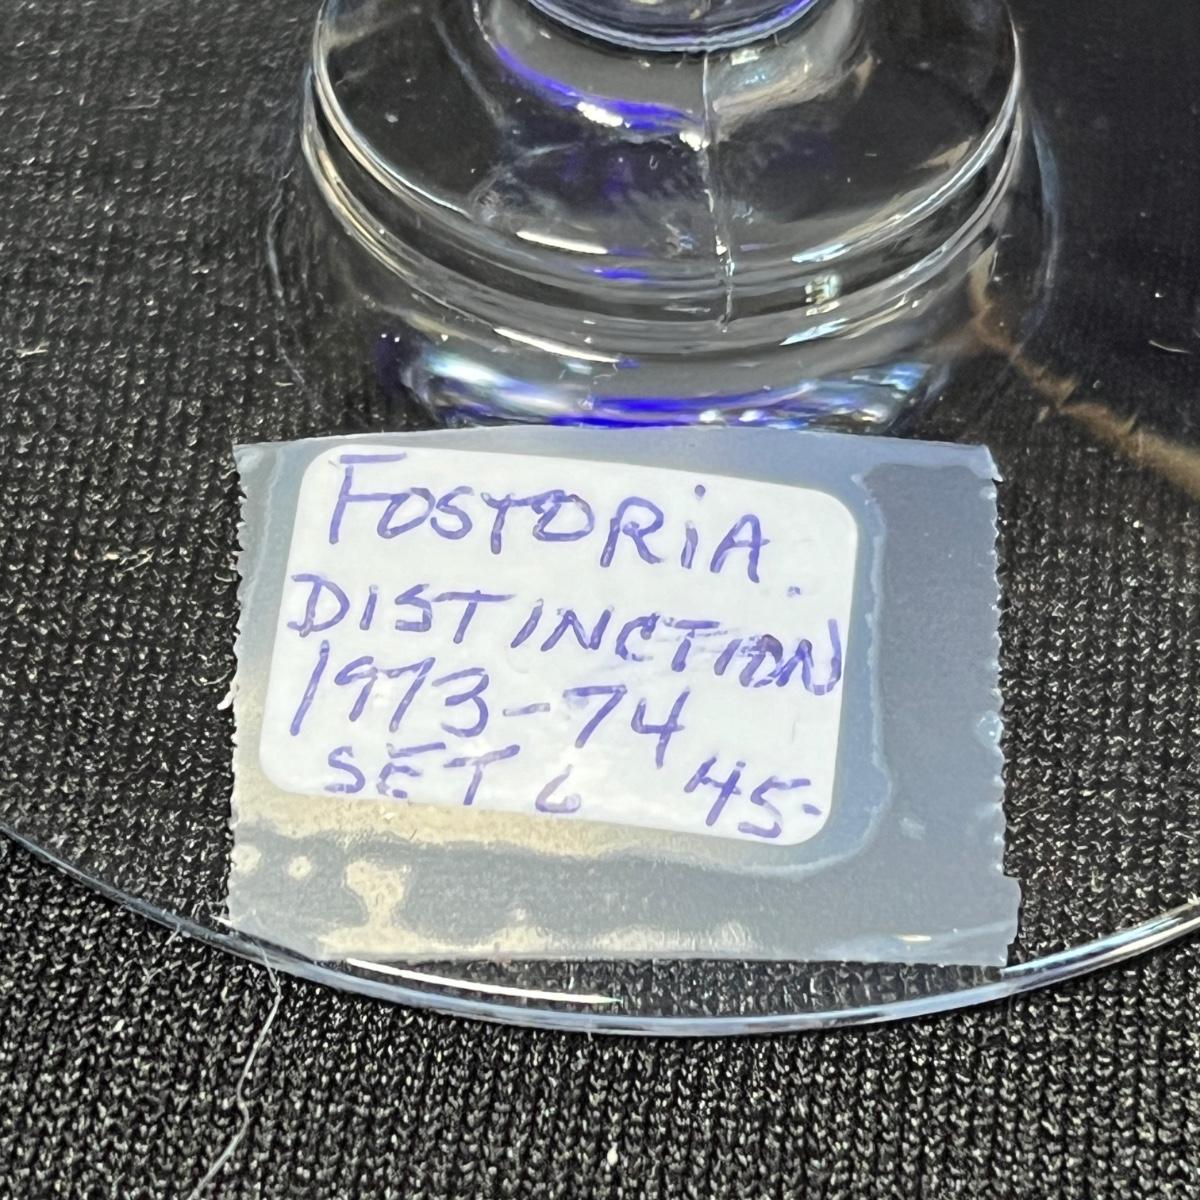 FOSTORiA.
DISTINCTION
1973-74
SET 6 45-